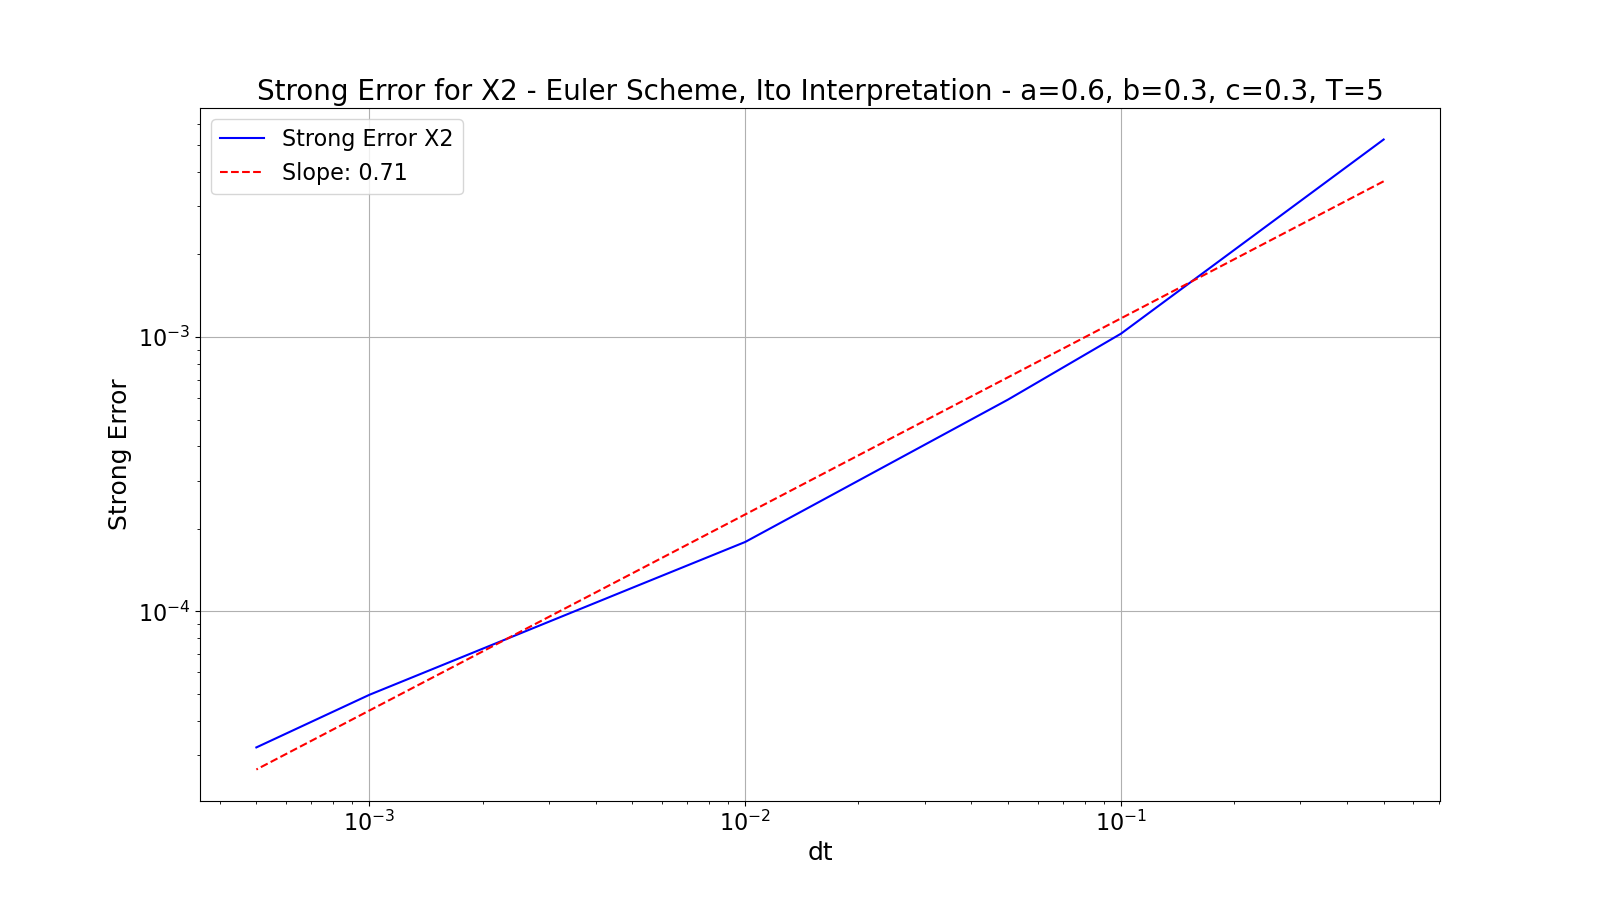 Strong Error for X2 - Euler Scheme, Ito Interpretation - a=0.6, b=0.3, c=0.3, T=5
Strong Error X2
Slope: 0.71
10⁻³
10⁻⁴
Strong Error
10⁻³ 10⁻² 10⁻¹
dt